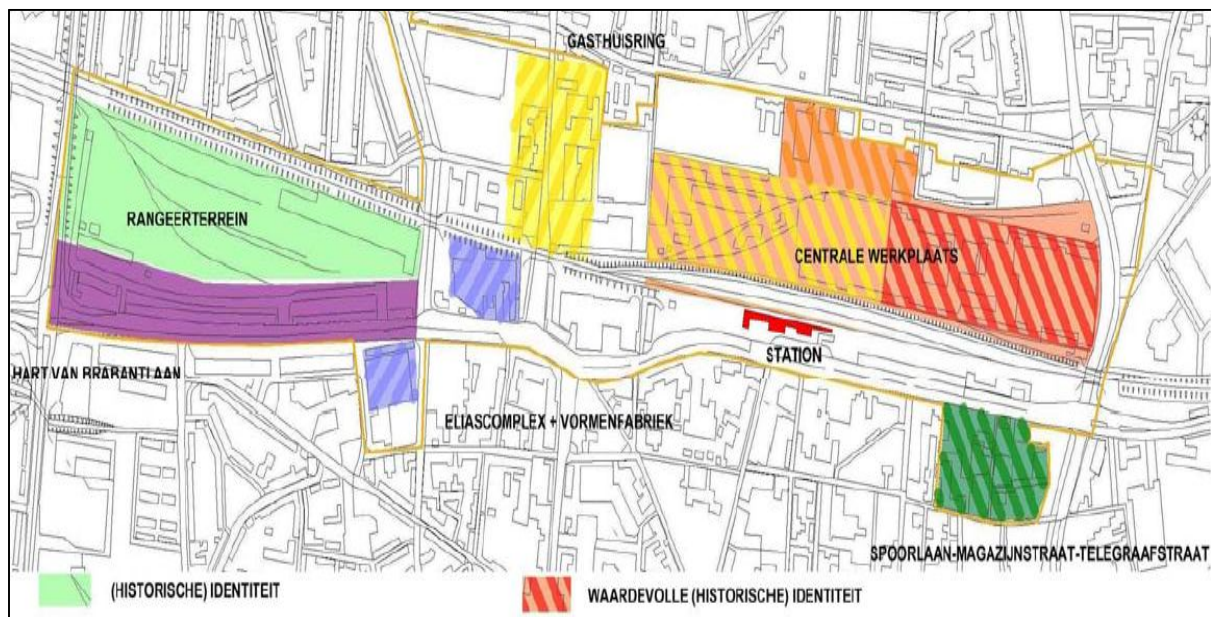 GASTHUISRING
RANGEERTERREIN
CENTRALE WERKPLAATS
STATION
HART VAN BRABANTLAAN
ELIASCOMPLEX + VORMENFABRIEK
SPOORLAAN-MAGAZIJNSTRAAT-TELEGRAAFSTRAAT
(HISTORISCHE) IDENTITEIT
WAARDEVOLLE (HISTORISCHE) IDENTITEIT